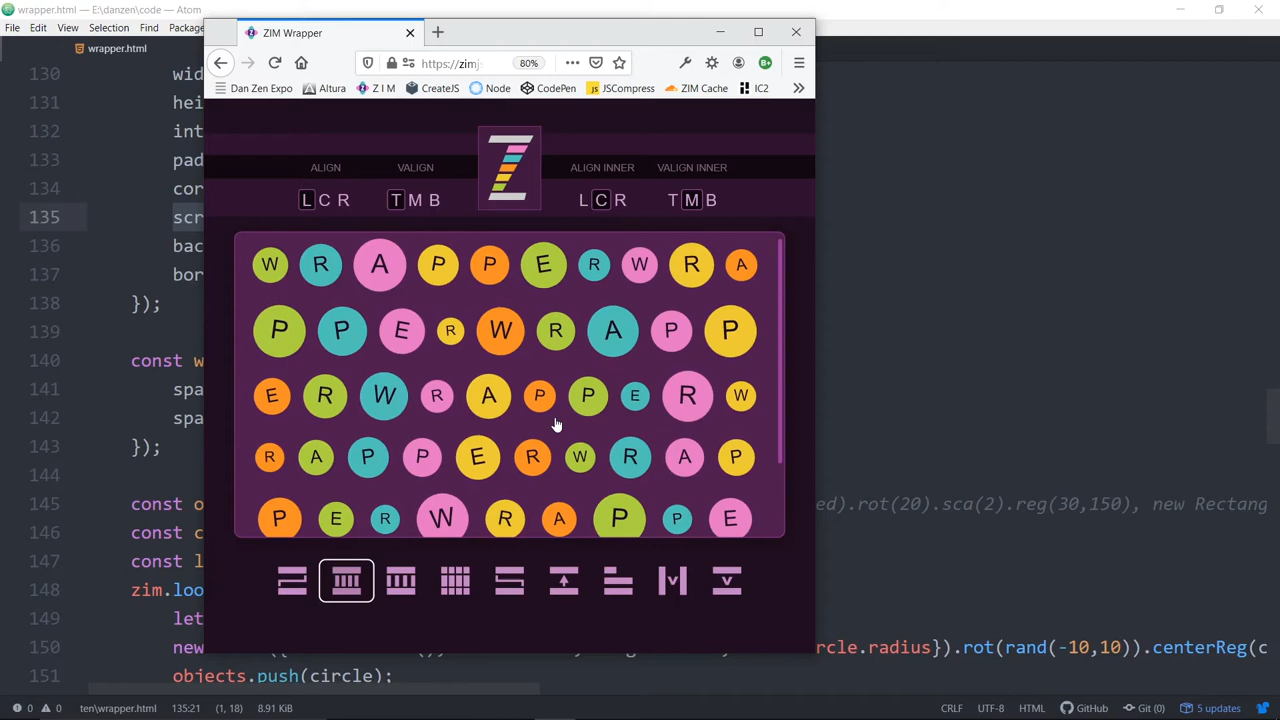 wrapper.html — E:\danzen\code — Atom
File Edit View Selection Find Packages
wrapper.html
ZIM Wrapper
https://zimj
80%
Dan Zen Expo Altura Z I M CreateJS Node CodePen JSCompress ZIM Cache IC2
ALIGN VALIGN ALIGN INNER VALIGN INNER
L C R T M B L C R T M B
W R A P P E R W R A
P P E R W R A P P
E R W R A P P E R W
R A P P E R W R A P
P E R W R A P P E
130 wid
131 hei
132 int
133 pad
134 cor
135 scr
136 bac
137 bor
138 });
139
140 const w
141 spa
142 spa
143 });
144
145 const o ed).rot(20).sca(2).reg(30,150), new Rectang
146 const c
147 const l
148 zim.loo
149 let
150 new ircle.radius}).rot(rand(-10,10)).centerReg(c
151 objects.push(circle);
0 0 ten\wrapper.html 135:21 (1, 18) 8.91 KiB CRLF UTF-8 HTML GitHub Git (0) 5 updates